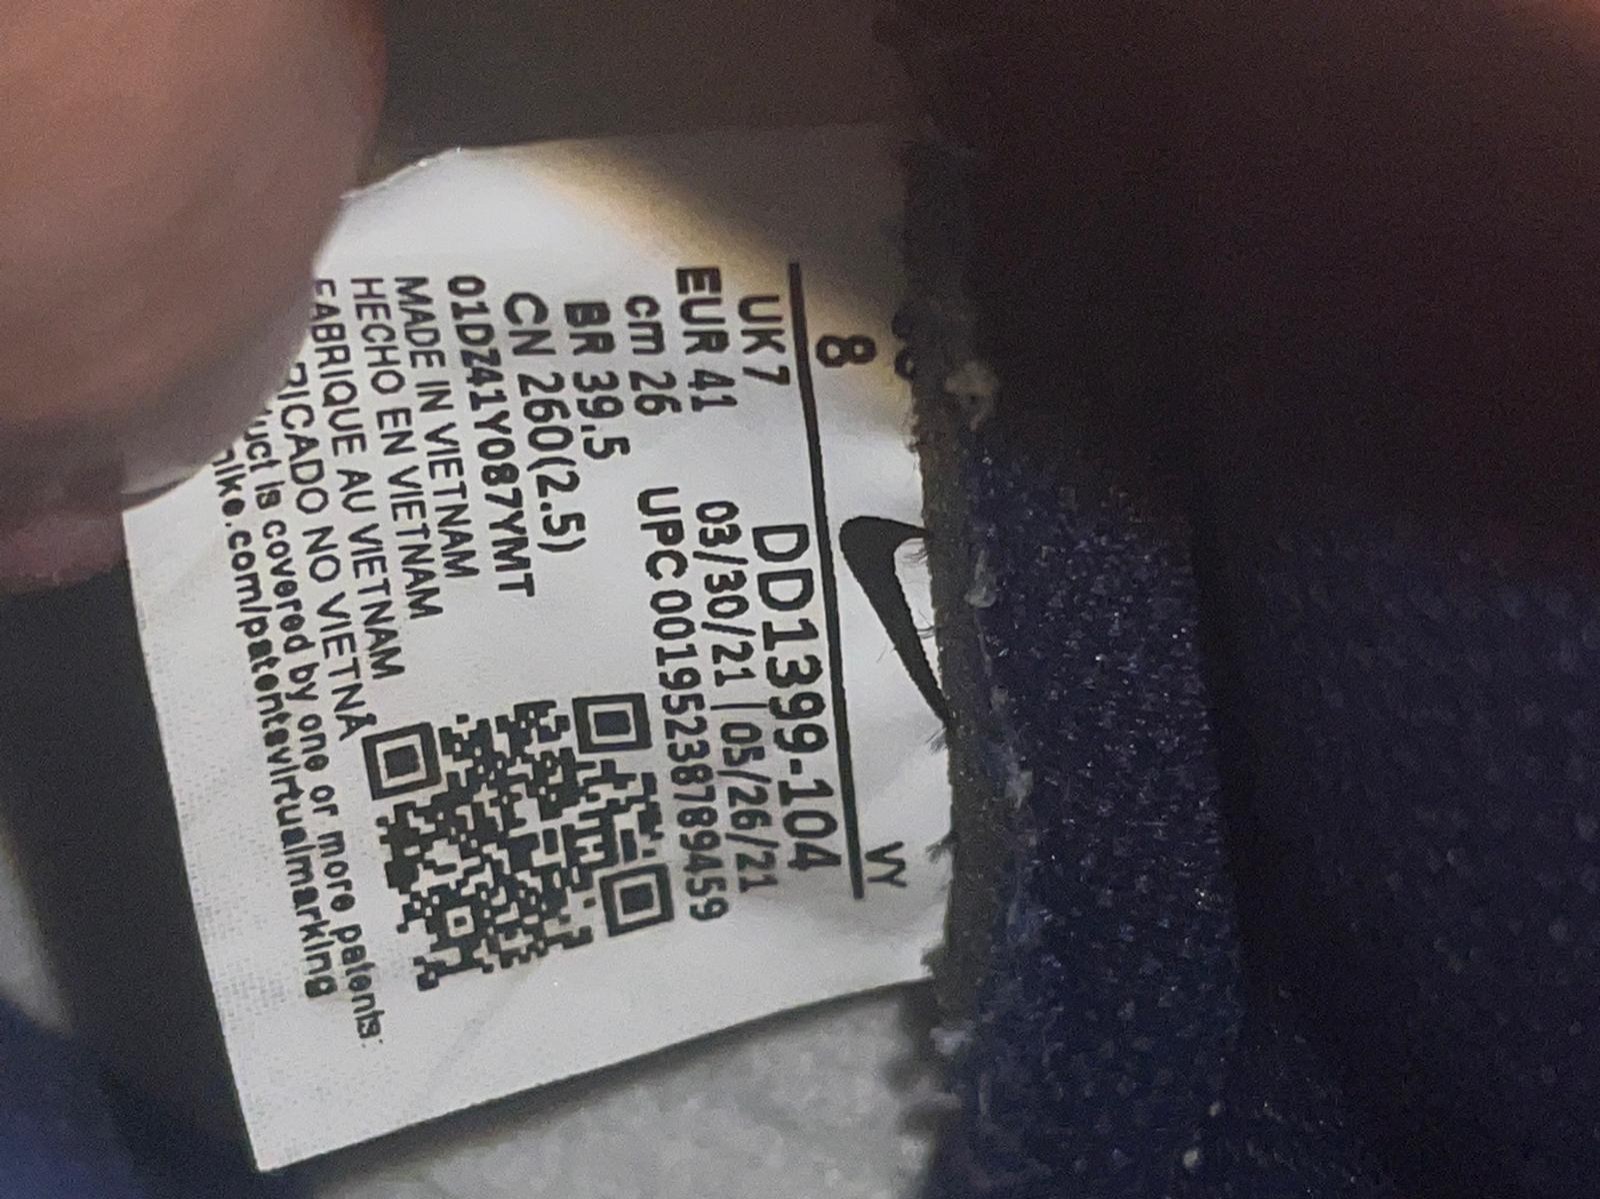 8
VY
UK 7
EUR 41
cm 26
BR 39.5
CN 260(2.5)
DD1399-104
03/30/21 | 05/26/21
UPC 00195238789459
01DZ41Y087YMT
MADE IN VIETNAM
HECHO EN VIETNAM
FABRIQUE AU VIETNAM
RICADO NO VIETNÃ
uct is covered by one or more patents:
nike.com/patentsvirtualmarking